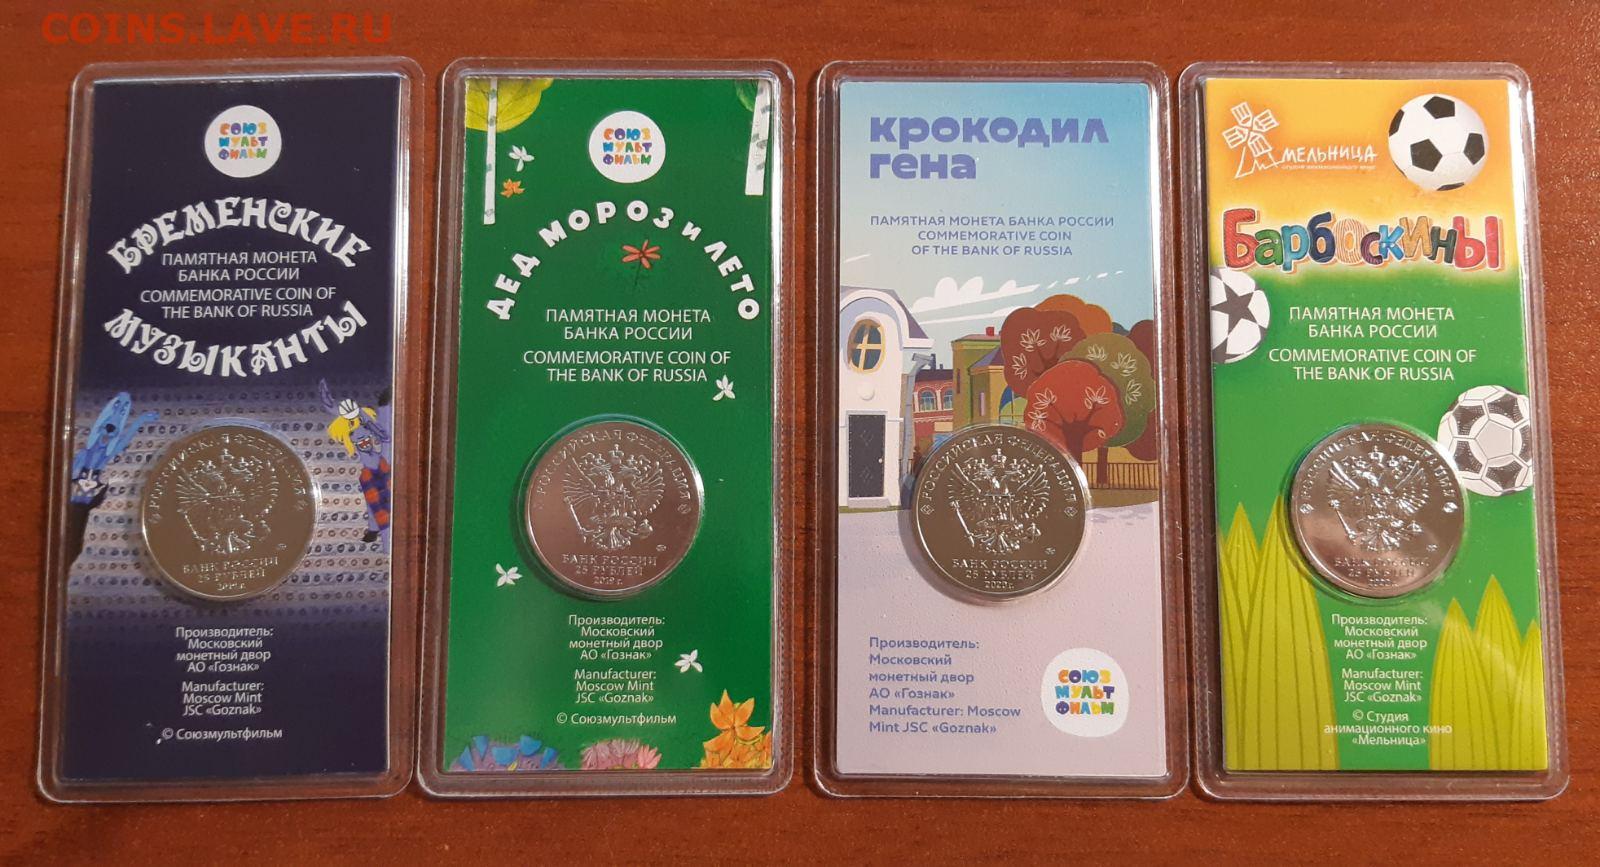 COINS.LAVE.RU
СОЮЗ
МУЛЬТ
ФИЛЬМ
БРЕМЕНСКИЕ
ПАМЯТНАЯ МОНЕТА
БАНКА РОССИИ
COMMEMORATIVE COIN OF
THE BANK OF RUSSIA
МУЗЫКАНТЫ
РОССИЙСКАЯ ФЕДЕРАЦИЯ
БАНК РОССИИ
25 РУБЛЕЙ
Производитель:
Московский
монетный двор
АО «Гознак»
Manufacturer:
Moscow Mint
JSC «Goznak»
© Союзмультфильм
СОЮЗ
МУЛЬТ
ФИЛЬМ
ДЕД МОРОЗ и ЛЕТО
ПАМЯТНАЯ МОНЕТА
БАНКА РОССИИ
COMMEMORATIVE COIN OF
THE BANK OF RUSSIA
РОССИЙСКАЯ ФЕДЕРАЦИЯ
БАНК РОССИИ
25 РУБЛЕЙ
2019 г.
Производитель:
Московский
монетный двор
АО «Гознак»
Manufacturer:
Moscow Mint
JSC «Goznak»
© Союзмультфильм
крокодил
гена
ПАМЯТНАЯ МОНЕТА БАНКА РОССИИ
COMMEMORATIVE COIN
OF THE BANK OF RUSSIA
РОССИЙСКАЯ ФЕДЕРАЦИЯ
БАНК РОССИИ
25 РУБЛЕЙ
2020 г.
Производитель:
Московский
монетный двор
АО «Гознак»
Manufacturer: Moscow
Mint JSC «Goznak»
СОЮЗ
МУЛЬТ
ФИЛЬМ
МЕЛЬНИЦА
студия анимационного кино
Барбоскины
ПАМЯТНАЯ МОНЕТА
БАНКА РОССИИ
COMMEMORATIVE COIN OF
THE BANK OF RUSSIA
РОССИЙСКАЯ ФЕДЕРАЦИЯ
БАНК РОССИИ
25 РУБЛЕЙ
Производитель:
Московский
монетный двор
АО «Гознак»
Manufacturer:
Moscow Mint
JSC «Goznak»
© Студия
анимационного кино
«Мельница»